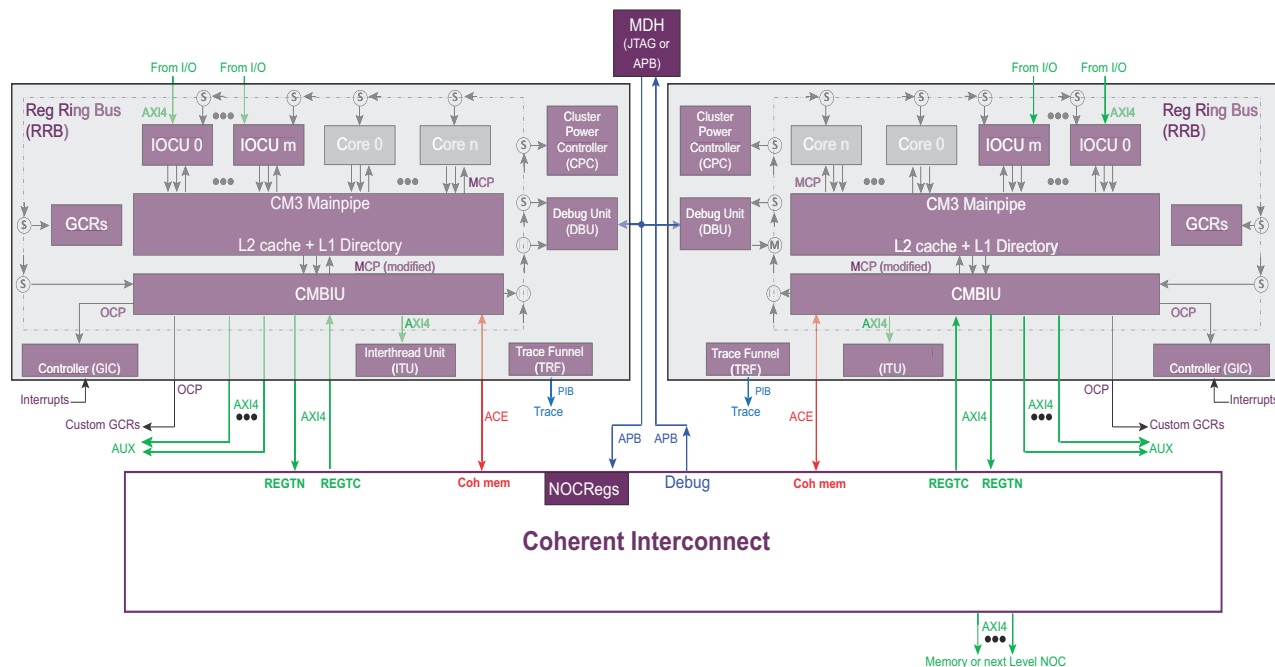 MDH
(JTAG or
APB)
From I/O
From I/O
Reg Ring Bus
(RRB)
AXI4
S
S
S
S
IOCU 0
IOCU m
Core 0
Core n
MCP
CM3 Mainpipe
L2 cache + L1 Directory
MCP (modified)
CMBIU
S
GCRs
S
S
Cluster
Power
Controller
(CPC)
Debug Unit
(DBU)
OCP
AXI4
Controller (GIC)
Interthread Unit
(ITU)
Trace Funnel
(TRF)
Interrupts
OCP
PIB
Trace
Custom GCRs
AUX
AXI4
AXI4
ACE
From I/O
From I/O
Reg Ring Bus
(RRB)
AXI4
S
S
S
S
Cluster
Power
Controller
(CPC)
S
Core n
Core 0
IOCU m
IOCU 0
MCP
CM3 Mainpipe
L2 cache + L1 Directory
MCP (modified)
CMBIU
Debug Unit
(DBU)
S
M
GCRs
S
S
AXI4
OCP
Trace Funnel
(TRF)
(ITU)
Controller (GIC)
PIB
Trace
ACE
AXI4
AXI4
OCP
Interrupts
Custom GCRs
AUX
APB
APB
REGTN
REGTC
Coh mem
NOCRegs
Debug
Coh mem
REGTC
REGTN
Coherent Interconnect
AXI4
Memory or next Level NOC